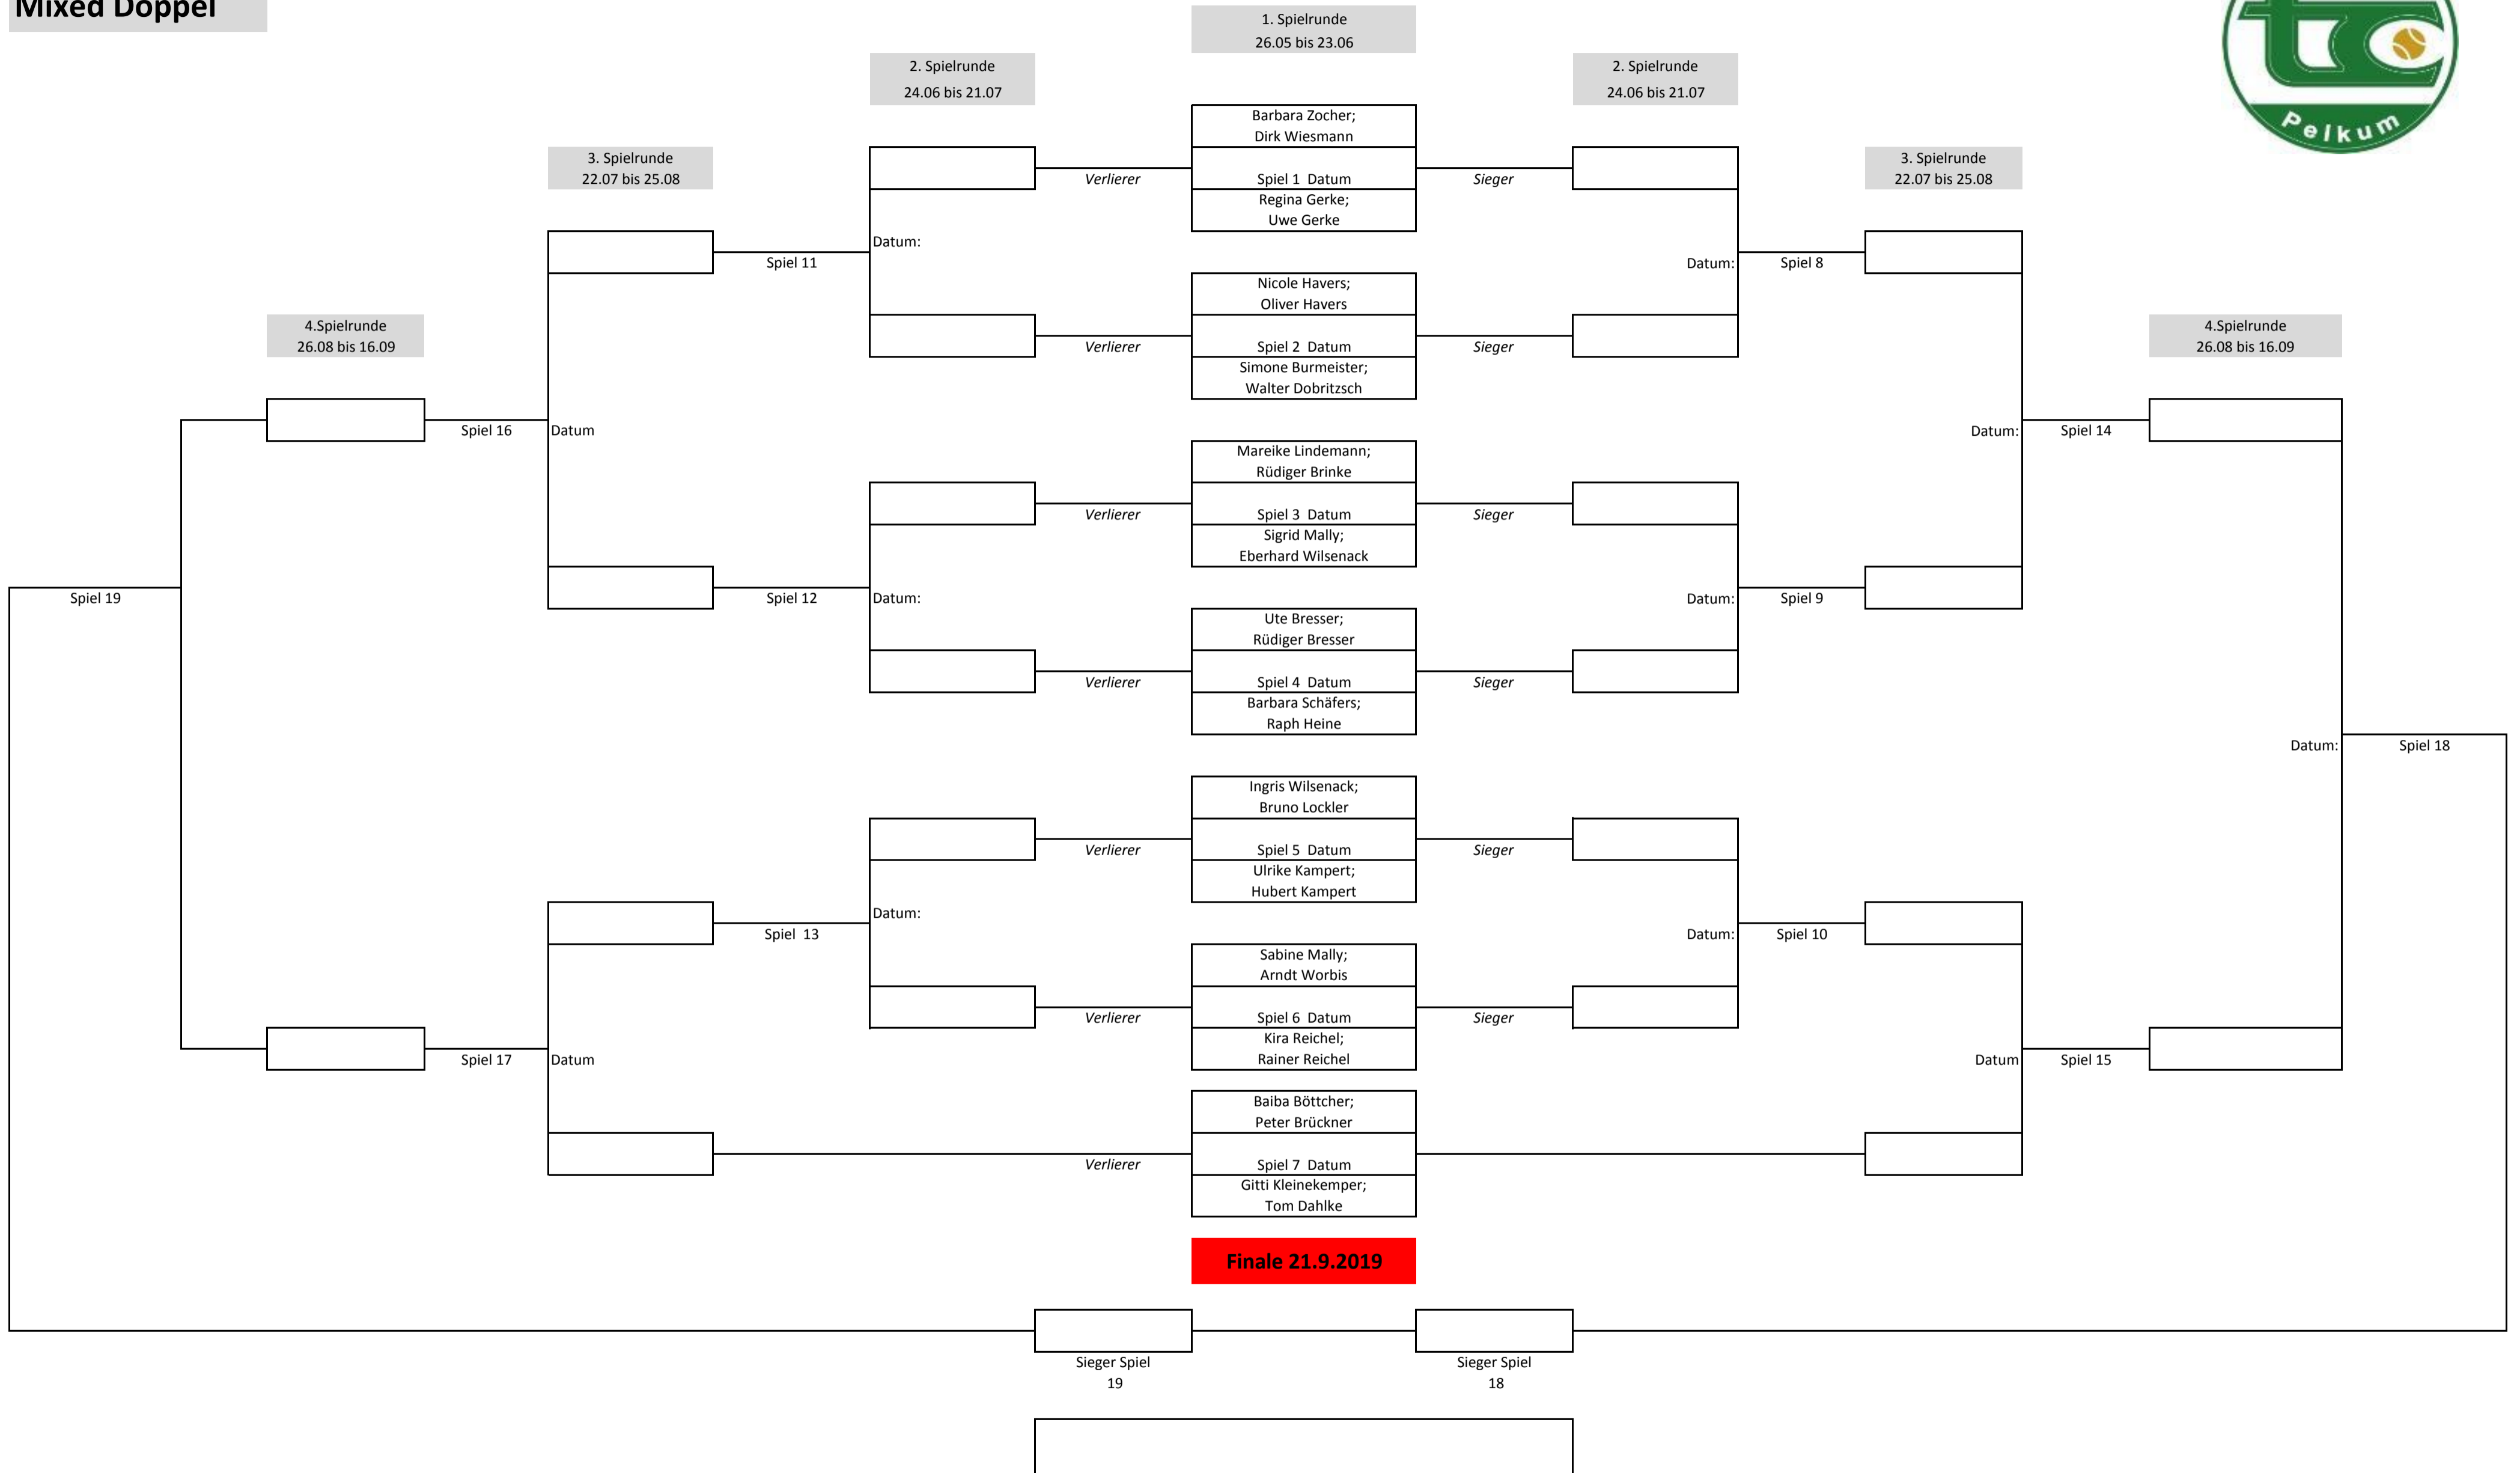 Mixed Doppel
1. Spielrunde
26.05 bis 23.06
2. Spielrunde
24.06 bis 21.07
2. Spielrunde
24.06 bis 21.07
tc
Pelkum
3. Spielrunde
22.07 bis 25.08
3. Spielrunde
22.07 bis 25.08
4.Spielrunde
26.08 bis 16.09
4.Spielrunde
26.08 bis 16.09
Barbara Zocher;
Dirk Wiesmann
Verlierer
Spiel 1 Datum
Sieger
Regina Gerke;
Uwe Gerke
Datum:
Spiel 11
Datum:
Spiel 8
Nicole Havers;
Oliver Havers
Verlierer
Spiel 2 Datum
Sieger
Simone Burmeister;
Walter Dobritzsch
Spiel 16
Datum
Datum:
Spiel 14
Mareike Lindemann;
Rüdiger Brinke
Verlierer
Spiel 3 Datum
Sieger
Sigrid Mally;
Eberhard Wilsenack
Spiel 19
Spiel 12
Datum:
Datum:
Spiel 9
Ute Bresser;
Rüdiger Bresser
Verlierer
Spiel 4 Datum
Sieger
Barbara Schäfers;
Raph Heine
Datum:
Spiel 18
Ingris Wilsenack;
Bruno Lockler
Verlierer
Spiel 5 Datum
Sieger
Ulrike Kampert;
Hubert Kampert
Datum:
Spiel 13
Datum:
Spiel 10
Sabine Mally;
Arndt Worbis
Verlierer
Spiel 6 Datum
Sieger
Kira Reichel;
Rainer Reichel
Spiel 17
Datum
Datum
Spiel 15
Baiba Böttcher;
Peter Brückner
Verlierer
Spiel 7 Datum
Gitti Kleinekemper;
Tom Dahlke
Finale 21.9.2019
Sieger Spiel
19
Sieger Spiel
18